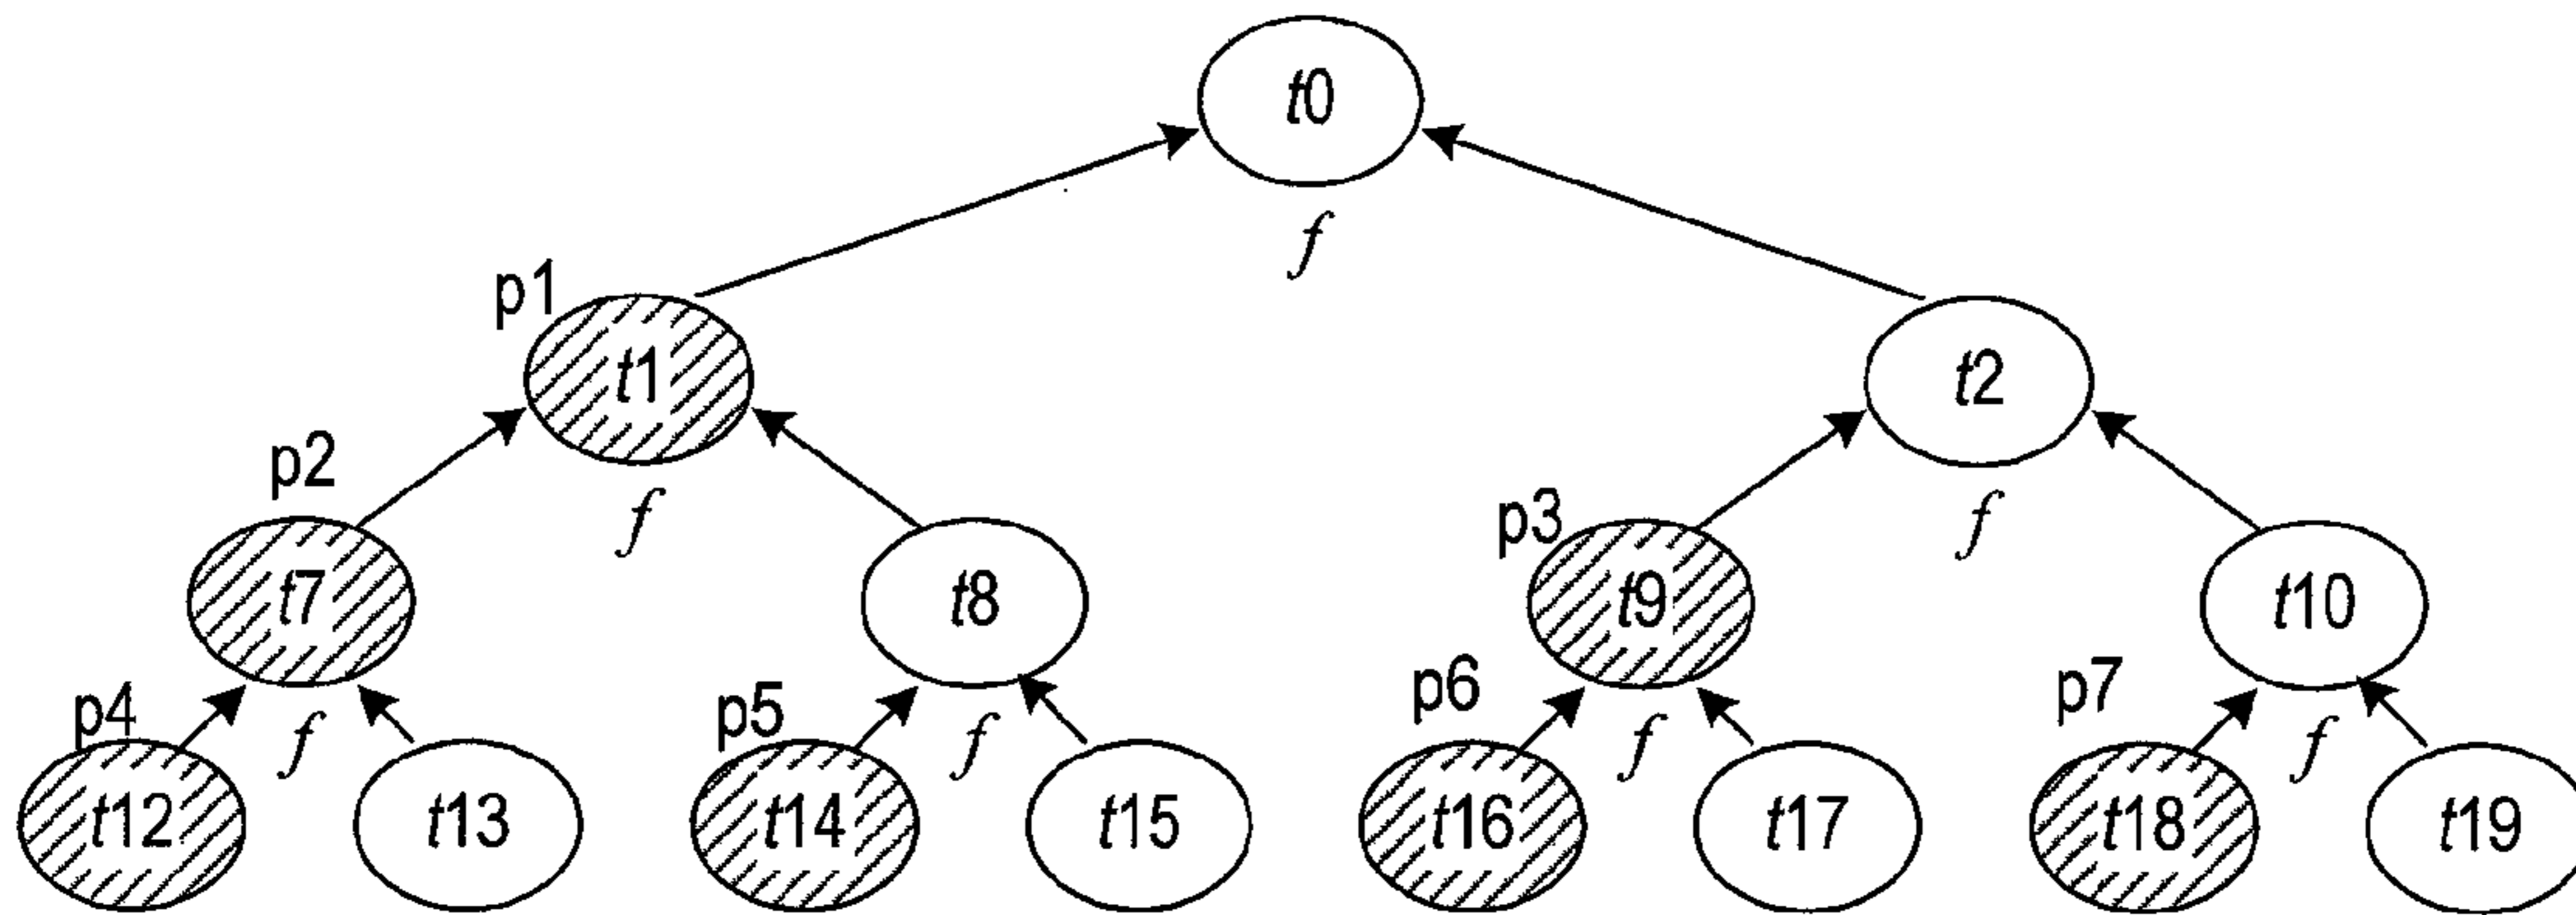 t0
f
p1
t1 t2
p2
f p3 f
t7 t8 t9 t10
p4 f p5 f p6 f p7 f
t12 t13 t14 t15 t16 t17 t18 t19